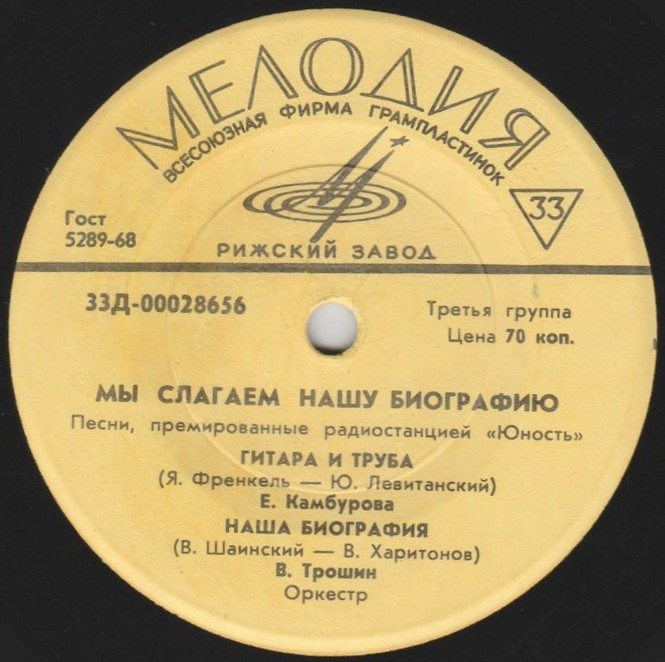 МЕЛОДИЯ
ВСЕСОЮЗНАЯ ФИРМА ГРАМПЛАСТИНОК
33
Гост
5289-68
РИЖСКИЙ ЗАВОД
33Д-00028656
Третья группа
Цена 70 коп.
МЫ СЛАГАЕМ НАШУ БИОГРАФИЮ
Песни, премированные радиостанцией «Юность»
ГИТАРА И ТРУБА
(Я. Френкель — Ю. Левитанский)
Е. Камбурова
НАША БИОГРАФИЯ
(В. Шаинский — В. Харитонов)
В. Трошин
Оркестр